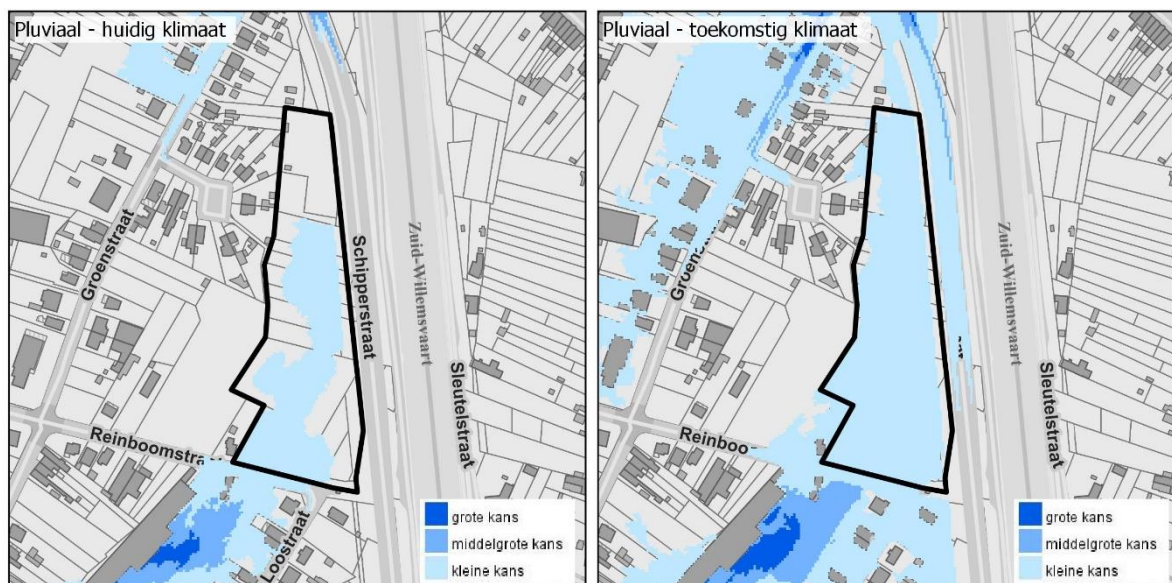 Pluviaal - huidig klimaat
Groenstraat
Schipperstraat
Zuid-Willemsvaart
Sleutelstraat
Reinboomstra
Loostraat
grote kans
middelgrote kans
kleine kans
Pluviaal - toekomstig klimaat
Groens
Zuid-Willemsvaart
Sleutelstraat
Reinboo
grote kans
middelgrote kans
kleine kans